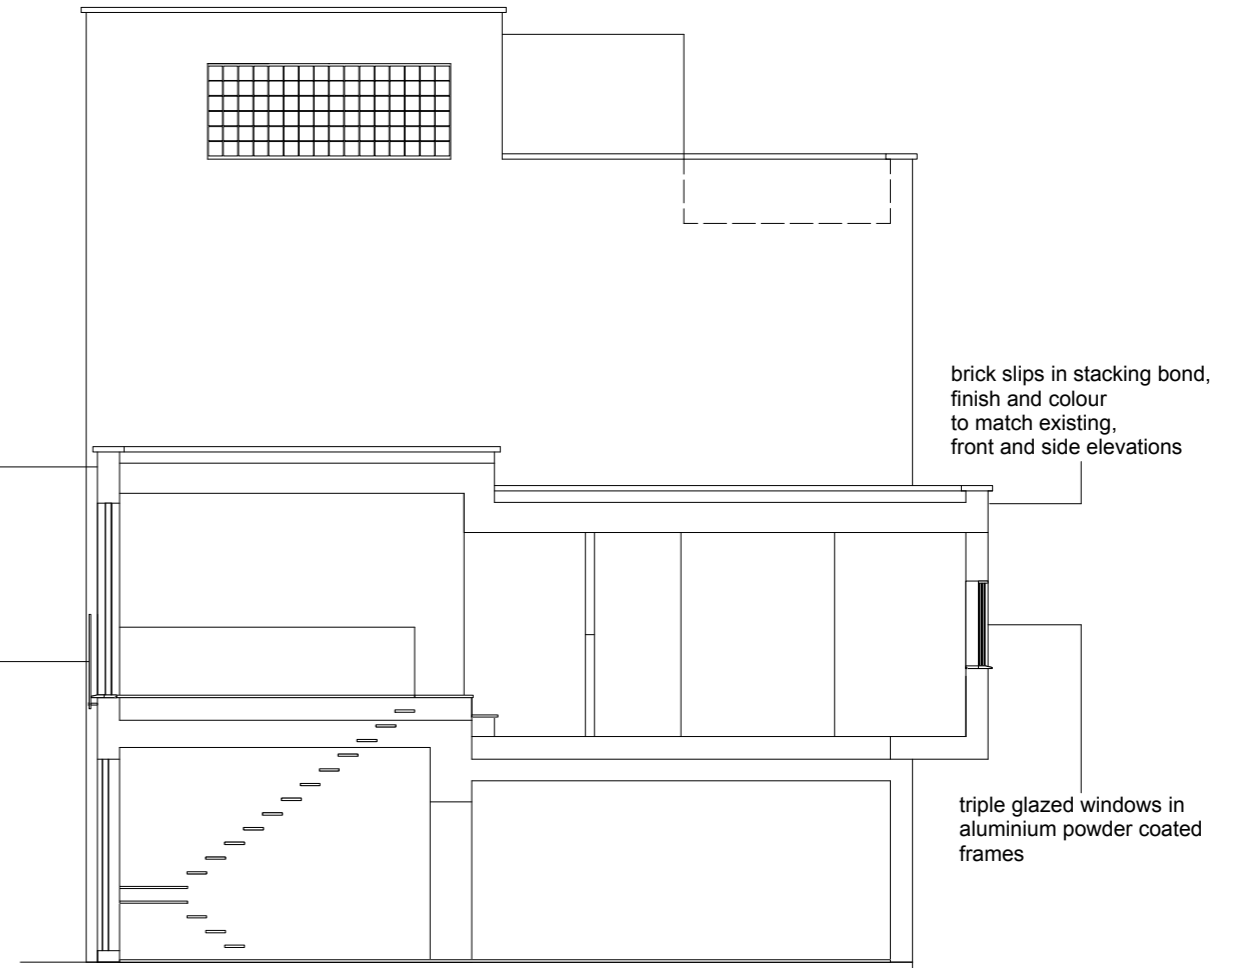 brick slips in stacking bond,
finish and colour
to match existing,
front and side elevations
triple glazed windows in
aluminium powder coated
frames